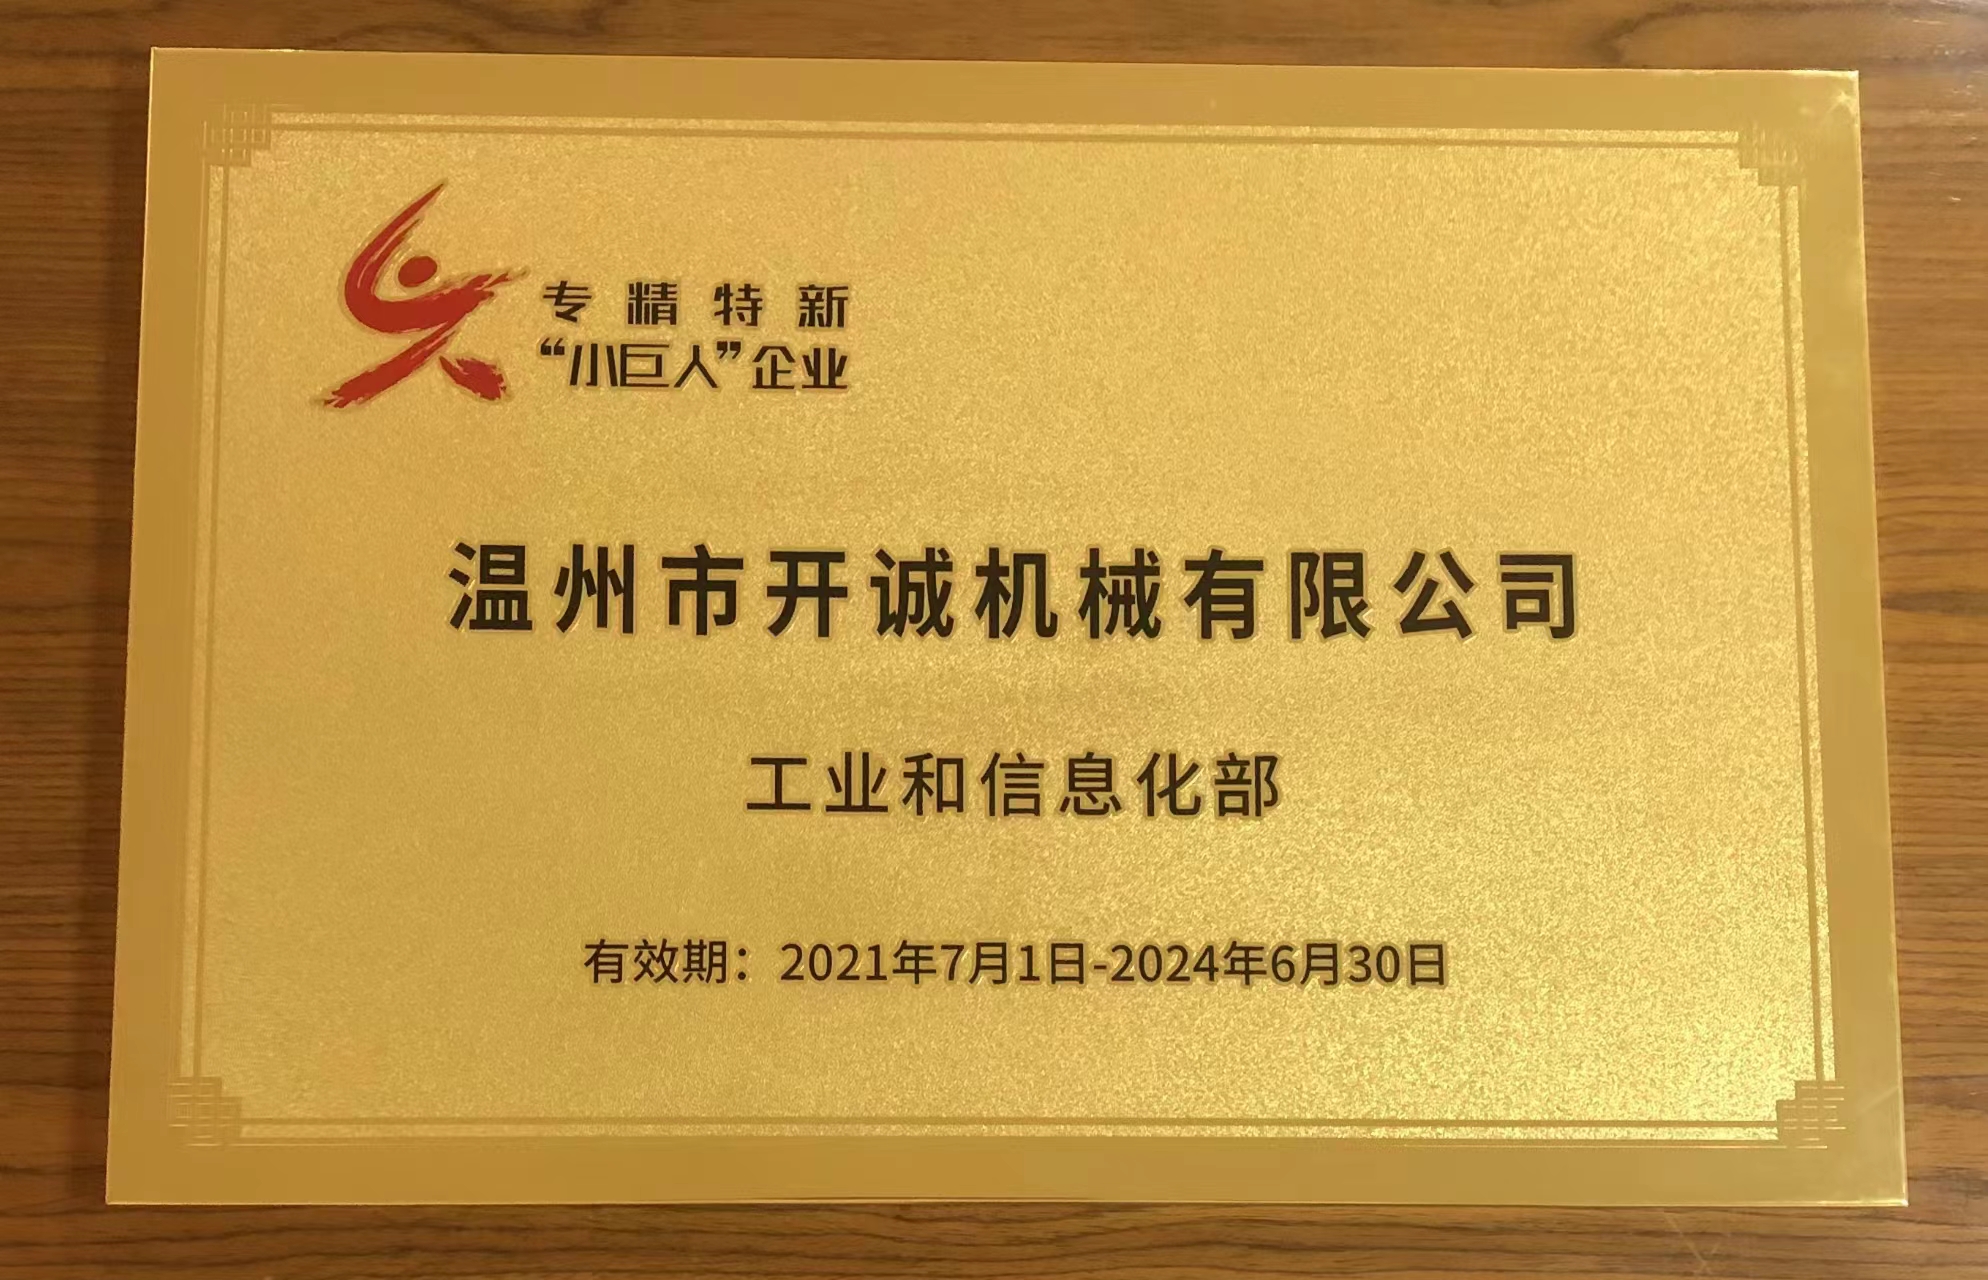 专精特新
“小巨人”企业
温州市开诚机械有限公司
工业和信息化部
有效期：2021年7月1日-2024年6月30日